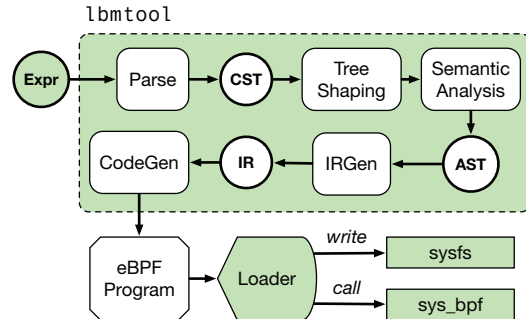 lbmtool
Expr
Parse
CST
Tree
Shaping
Semantic
Analysis
CodeGen
IR
IRGen
AST
eBPF
Program
Loader
write
sysfs
call
sys_bpf